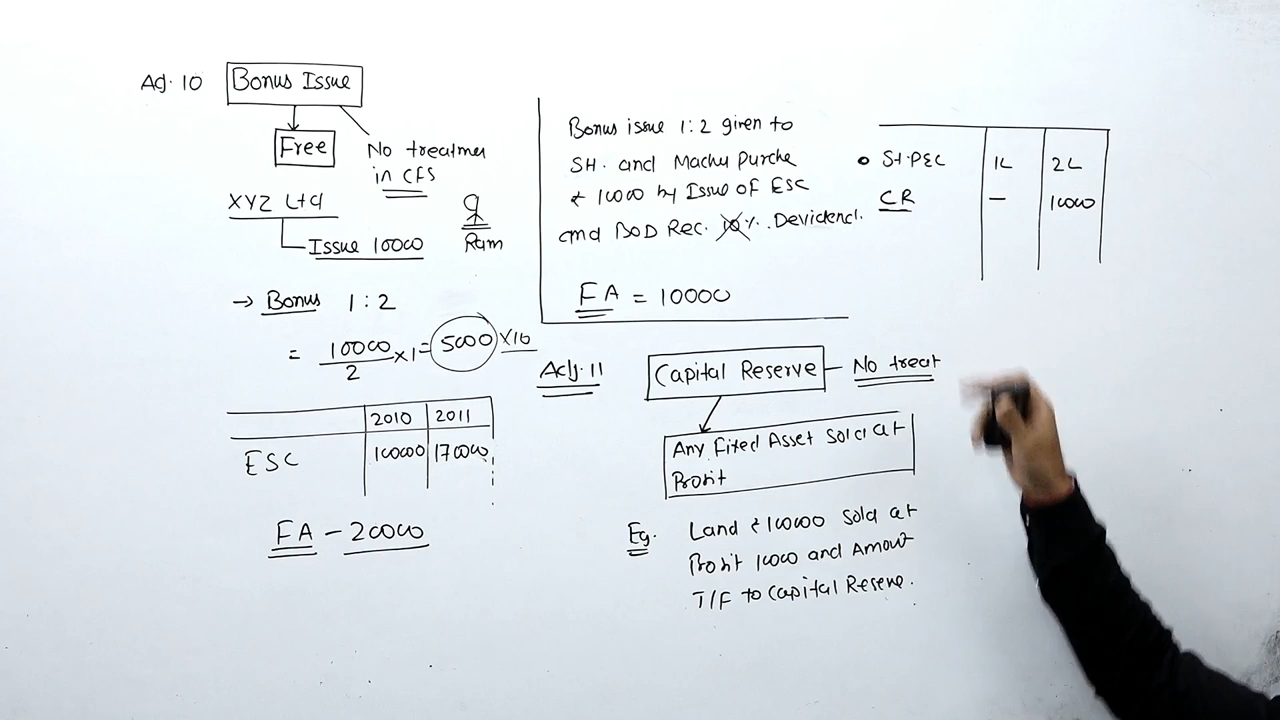 Adj. 10 Bonus Issue
Free
No treatmen
in CFS
XYZ Ltd
Issue 10000
Ram
→ Bonus 1:2
= 10000/2 ×1 = 5000 ×10
2010 2011
ESC 100000 170000
FA - 20000
Bonus issue 1:2 given to
SH. and Machu Purche
₹ 10000 by Issue of ESC
and BOD Rec. 10%. Devidend.
FA = 10000
St. P&L 1L 2L
CR - 10000
Adj. 11 Capital Reserve - No treat
Any Fixed Asset Sold at
Profit
Eg. Land ₹ 100000 Sold at
Profit 10000 and Amout
T/F to Capital Reserve.